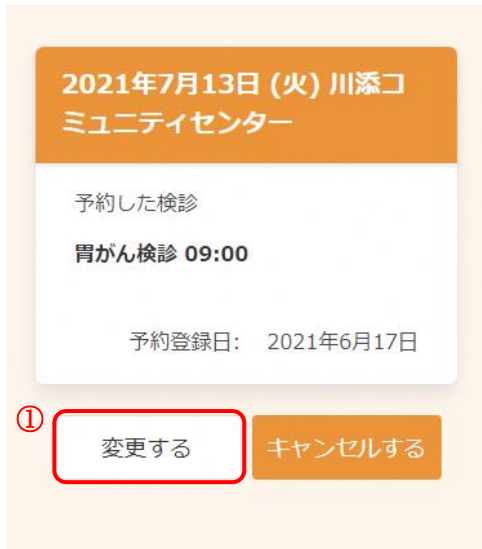 2021年7月13日 (火) 川添コ
ミュニティセンター
予約した検診
胃がん検診 09:00
予約登録日: 2021年6月17日
①
変更する キャンセルする